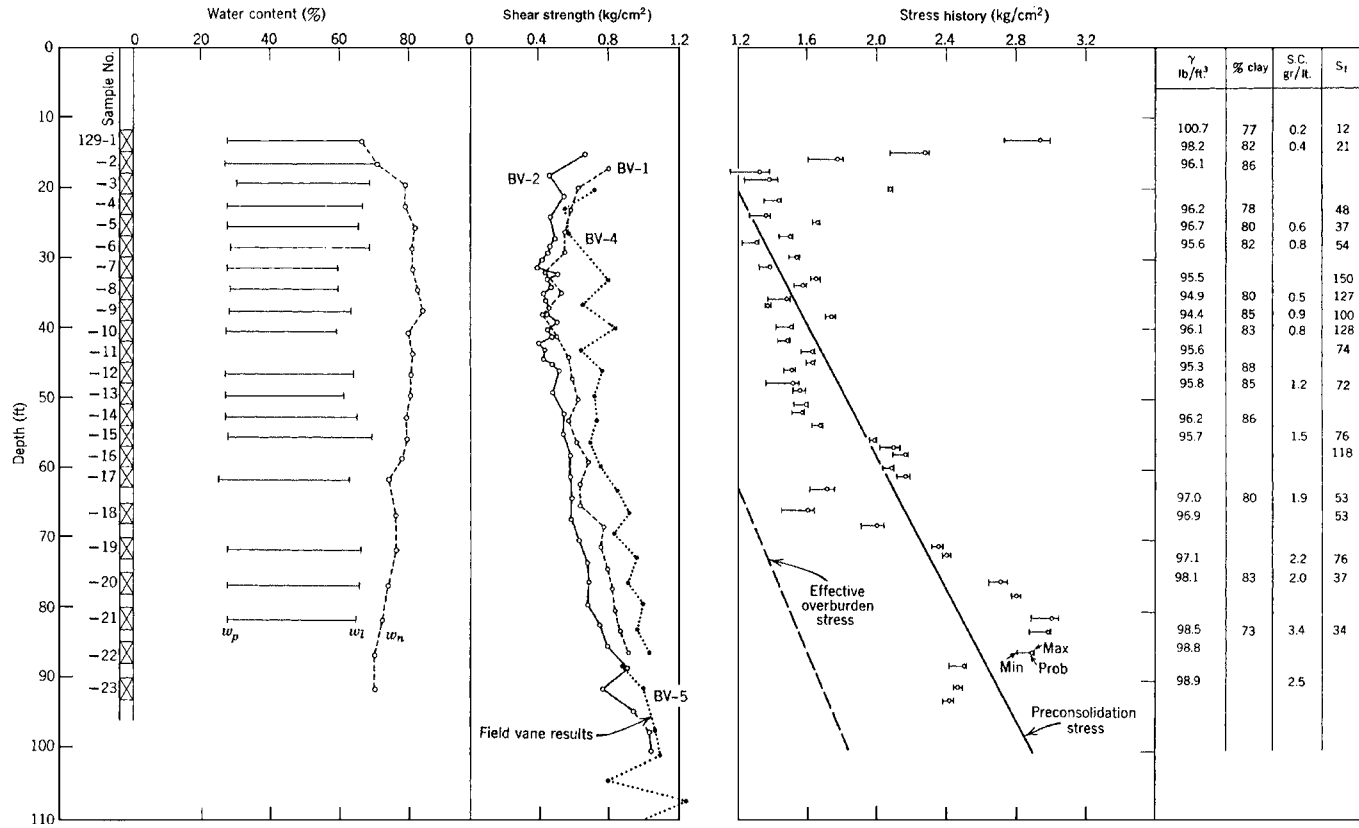 Water content (%)
Shear strength (kg/cm²)
Stress history (kg/cm²)
0 20 40 60 80
0 0.4 0.8 1.2
1.2 2.0 2.4 2.8 3.2
Depth (ft)
0
10
20
30
40
50
60
70
80
90
100
110
Sample No.
129-1
-2
-3
-4
-5
-6
-7
-8
-9
-10
-11
-12
-13
-14
-15
-16
-17
-18
-19
-20
-21
-22
-23
wp wl wn
BV-2
BV-1
BV-4
BV-5
Field vane results
Effective
overburden
stress
Max
Min Prob
Preconsolidation
stress
γ lb/ft.³ % clay S.C. gr/lt. St
100.7 77 0.2 12
98.2 82 0.4 21
96.1 86
96.2 78 48
96.7 80 0.6 37
95.6 82 0.8 54
95.5 150
94.9 80 0.5 127
94.4 85 0.9 100
96.1 83 0.8 128
95.6 74
95.3 88
95.8 85 1.2 72
96.2 86
95.7 1.5 76
118
97.0 80 1.9 53
96.9 53
97.1 2.2 76
98.1 83 2.0 37
98.5 73 3.4 34
98.8
98.9 2.5